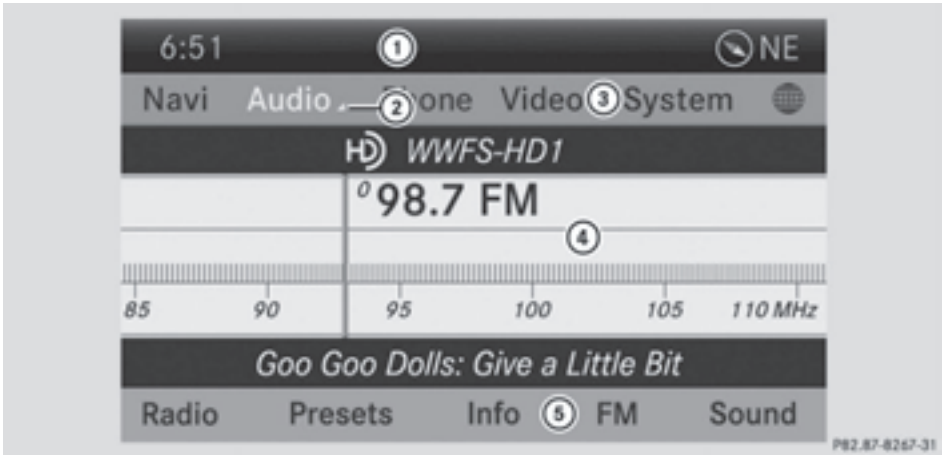 6:51 ① NE
Navi Audio ② Phone Video ③ System
HD WWFS-HD1
0 98.7 FM
④
85 90 95 100 105 110 MHz
Goo Goo Dolls: Give a Little Bit
Radio Presets Info ⑤ FM Sound
P82.87-8267-31